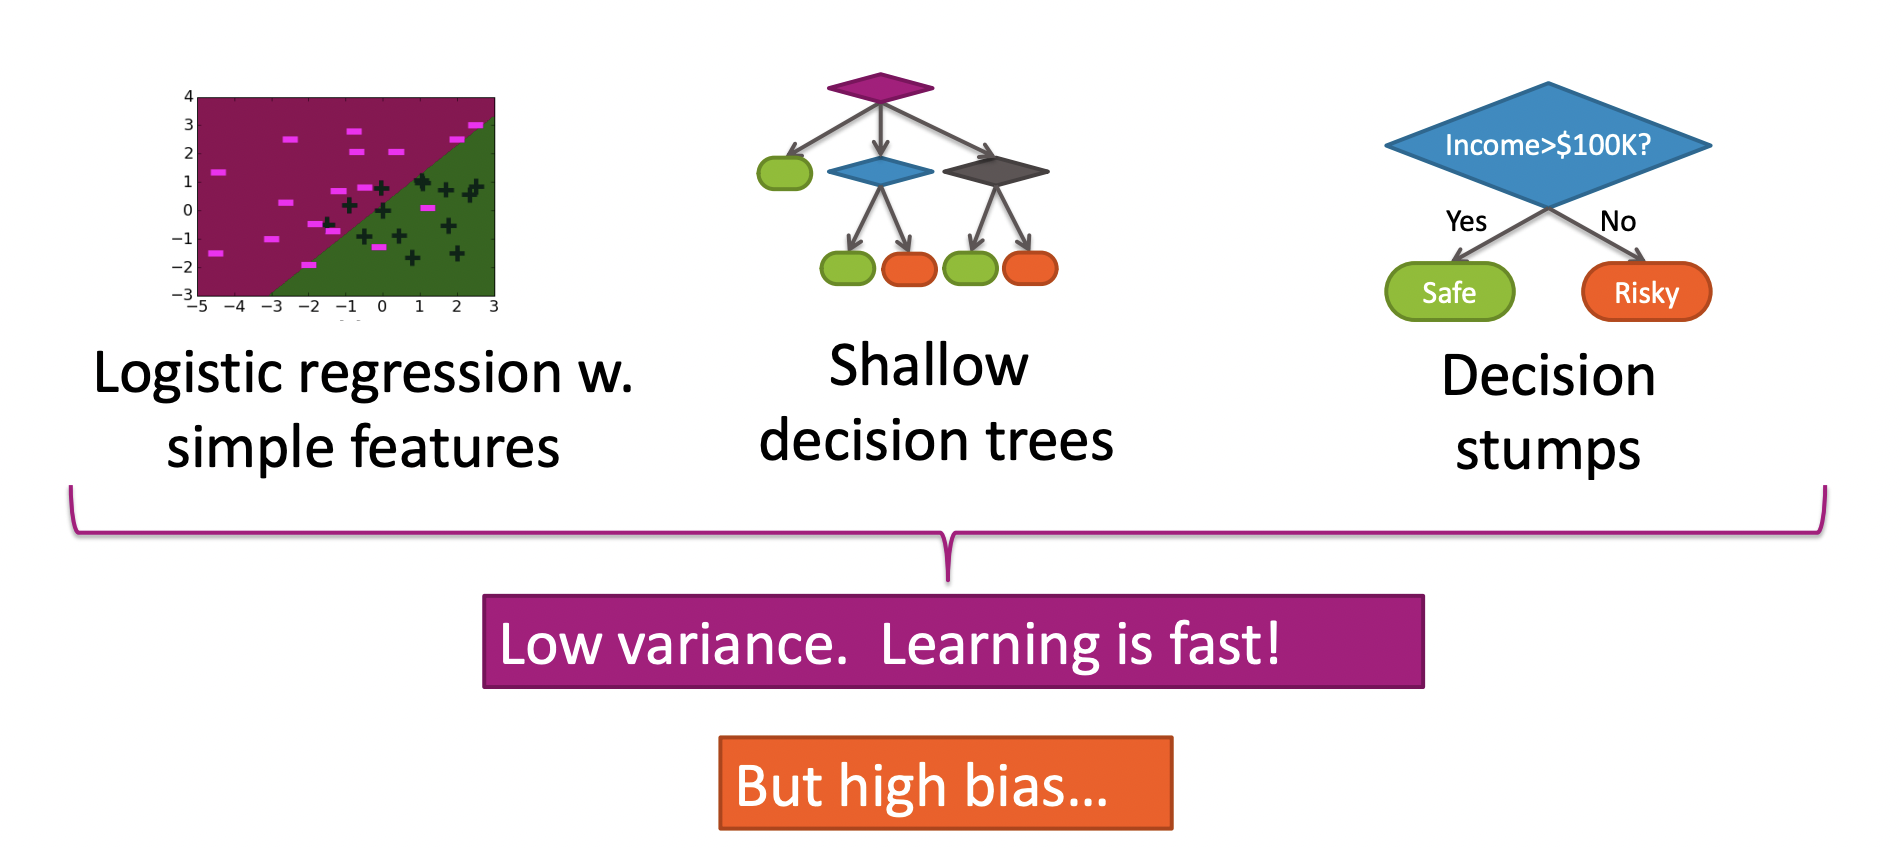 4
3
2
1
0
−1
−2
−3
−5 −4 −3 −2 −1 0 1 2 3
Logistic regression w.
simple features
Shallow
decision trees
Income>$100K?
Yes No
Safe Risky
Decision
stumps
Low variance.  Learning is fast!
But high bias…